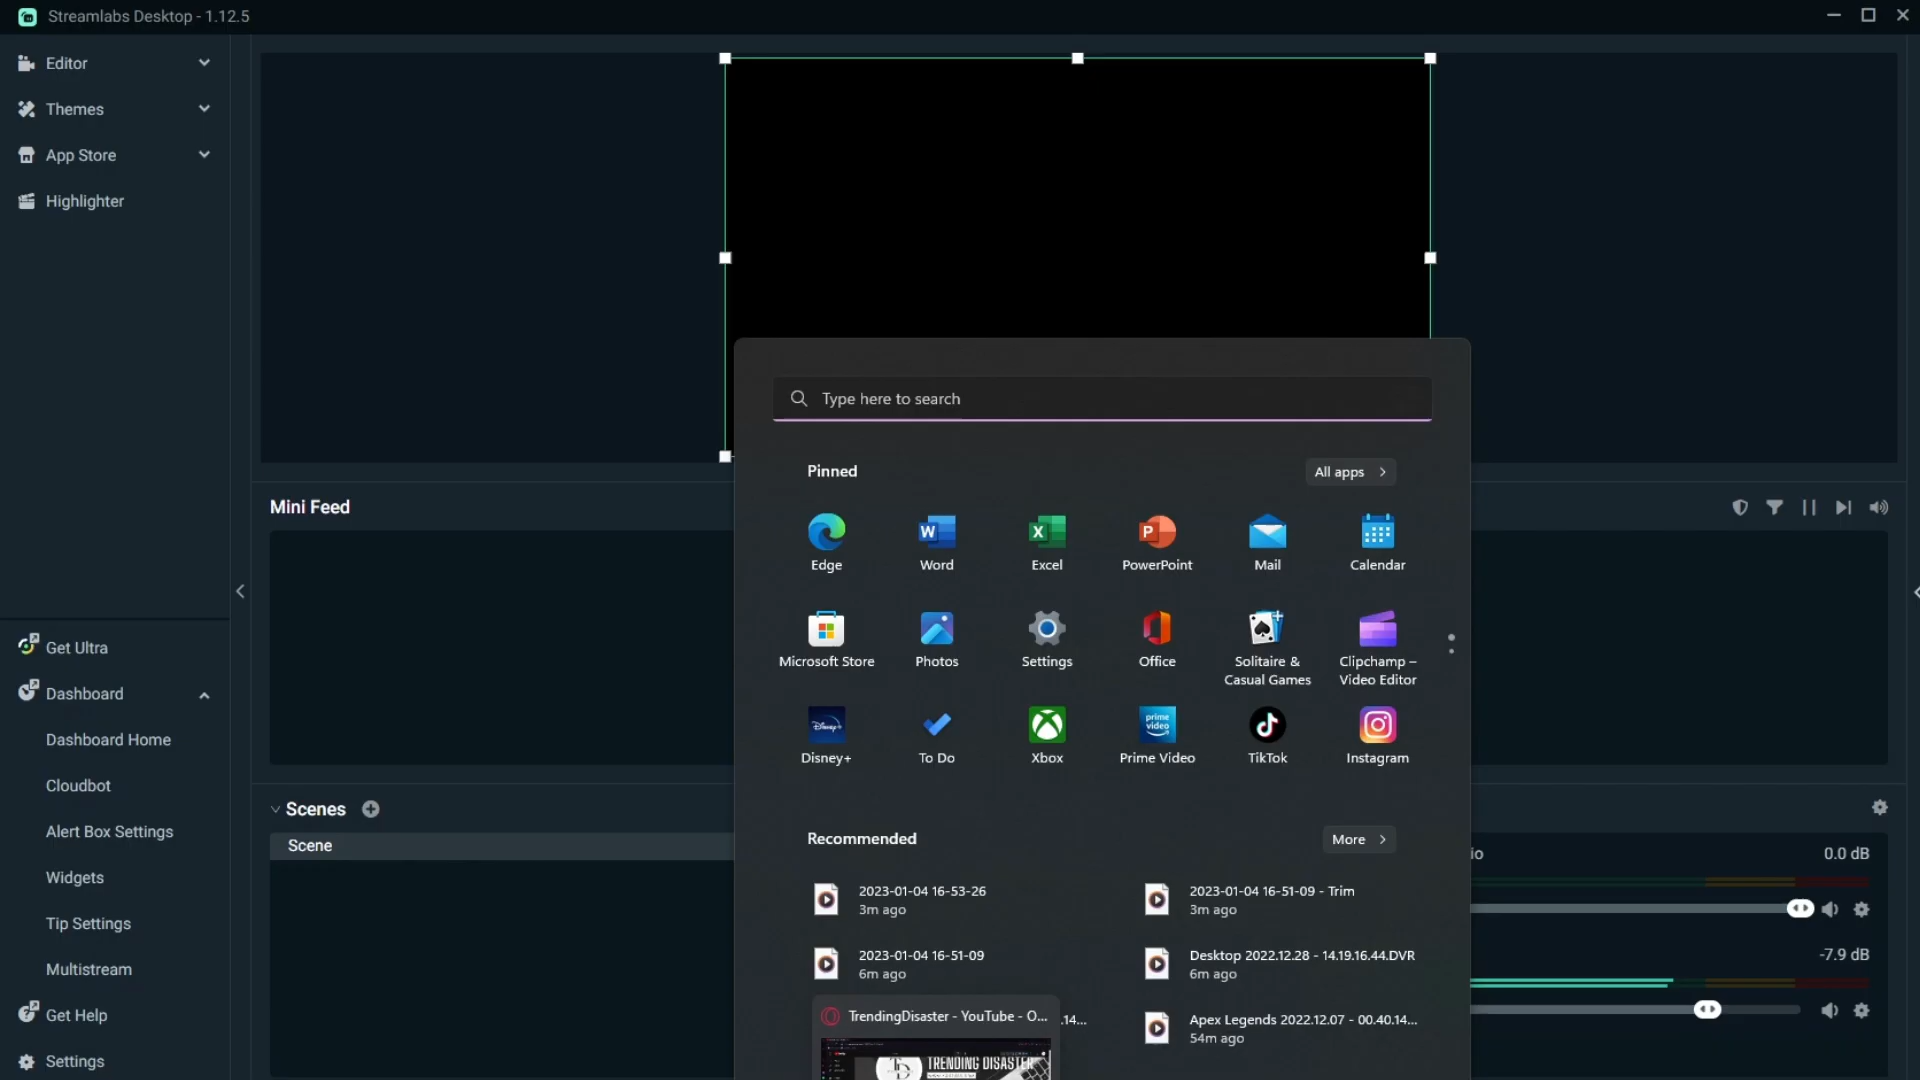 Streamlabs Desktop - 1.12.5
Editor
Themes
App Store
Highlighter
Get Ultra
Dashboard
Dashboard Home
Cloudbot
Alert Box Settings
Widgets
Tip Settings
Multistream
Get Help
Settings
Mini Feed
Scenes
Scene
Type here to search
Pinned
All apps
Edge
Word
Excel
PowerPoint
Mail
Calendar
Microsoft Store
Photos
Settings
Office
Solitaire &
Casual Games
Clipchamp –
Video Editor
Disney+
To Do
Xbox
Prime Video
TikTok
Instagram
Recommended
More
2023-01-04 16-53-26
3m ago
2023-01-04 16-51-09 - Trim
3m ago
2023-01-04 16-51-09
6m ago
Desktop 2022.12.28 - 14.19.16.44.DVR
6m ago
TrendingDisaster - YouTube - O...
.14...
Apex Legends 2022.12.07 - 00.40.14...
54m ago
TRENDING DISASTER
io
0.0 dB
-7.9 dB